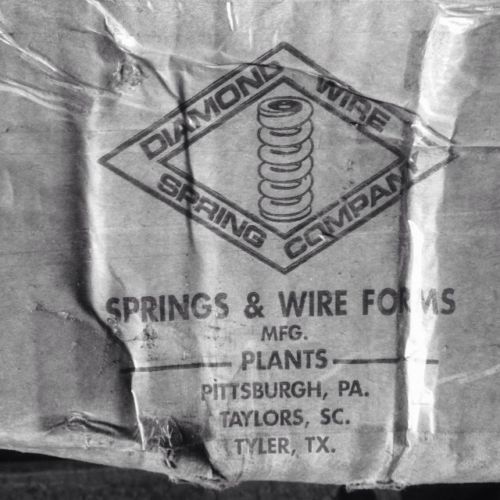 DIAMOND WIRE
SPRING COMPANY
SPRINGS & WIRE FORMS
MFG.
PLANTS
PITTSBURGH, PA.
TAYLORS, SC.
TYLER, TX.